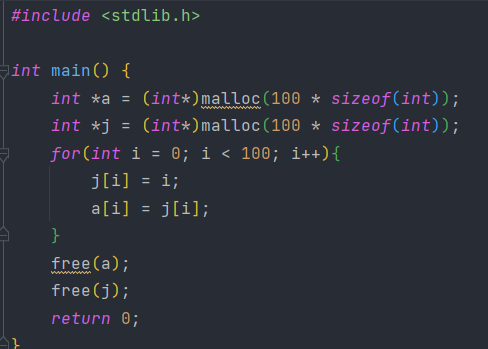 #include <stdlib.h>
int main() {
    int *a = (int*)malloc(100 * sizeof(int));
    int *j = (int*)malloc(100 * sizeof(int));
    for(int i = 0; i < 100; i++){
        j[i] = i;
        a[i] = j[i];
    }
    free(a);
    free(j);
    return 0;
}